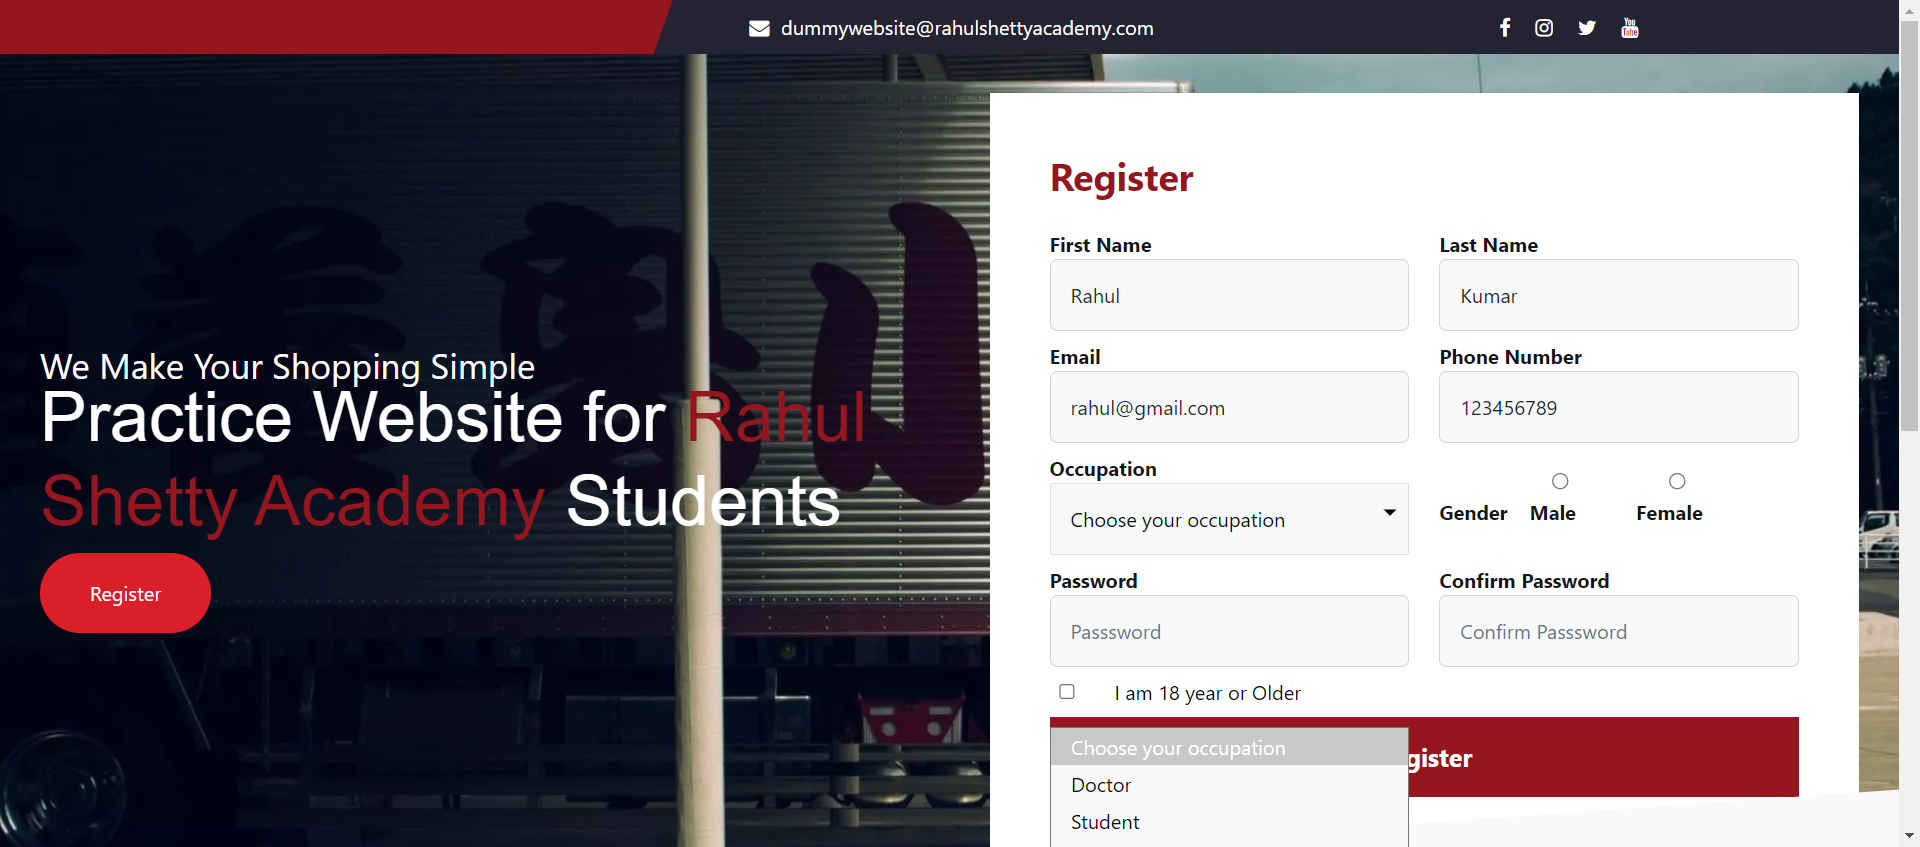 dummywebsite@rahulshettyacademy.com
We Make Your Shopping Simple
Practice Website for Rahul
Shetty Academy Students
Register
Register
First Name
Last Name
Rahul
Kumar
Email
Phone Number
rahul@gmail.com
123456789
Occupation
Choose your occupation
Gender
Male
Female
Password
Confirm Password
Passsword
Confirm Passsword
I am 18 year or Older
gister
Choose your occupation
Doctor
Student